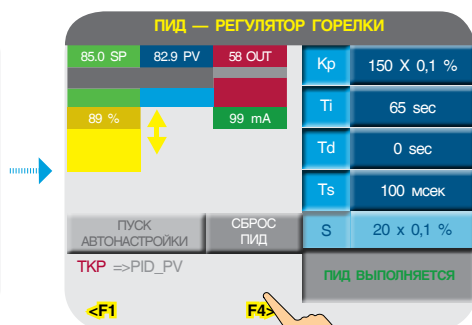 ПИД — РЕГУЛЯТОР ГОРЕЛКИ
85.0 SP 82.9 PV 58 OUT
Kp 150 X 0,1 %
89 % 99 mA
Ti 65 sec
Td 0 sec
Ts 100 мсек
ПУСК АВТОНАСТРОЙКИ
СБРОС ПИД
S 20 x 0,1 %
TKP =>PID_PV
ПИД ВЫПОЛНЯЕТСЯ
<F1 F4>